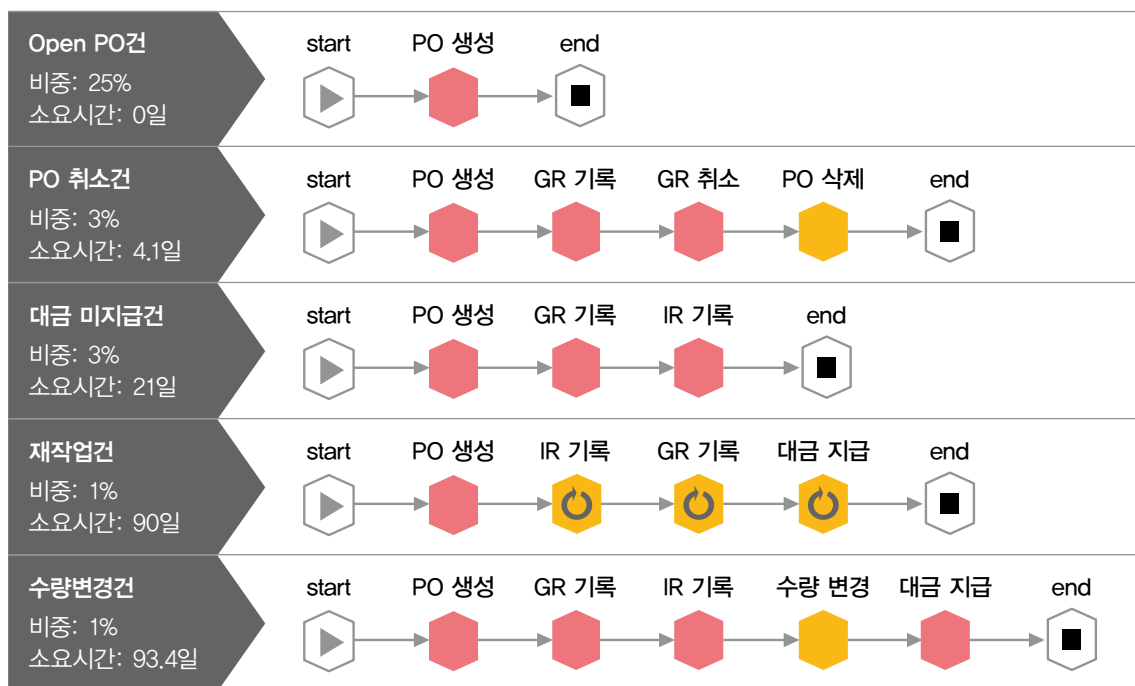 Open PO건
비중: 25%
소요시간: 0일
start PO 생성 end
PO 취소건
비중: 3%
소요시간: 4.1일
start PO 생성 GR 기록 GR 취소 PO 삭제 end
대금 미지급건
비중: 3%
소요시간: 21일
start PO 생성 GR 기록 IR 기록 end
재작업건
비중: 1%
소요시간: 90일
start PO 생성 IR 기록 GR 기록 대금 지급 end
수량변경건
비중: 1%
소요시간: 93.4일
start PO 생성 GR 기록 IR 기록 수량 변경 대금 지급 end